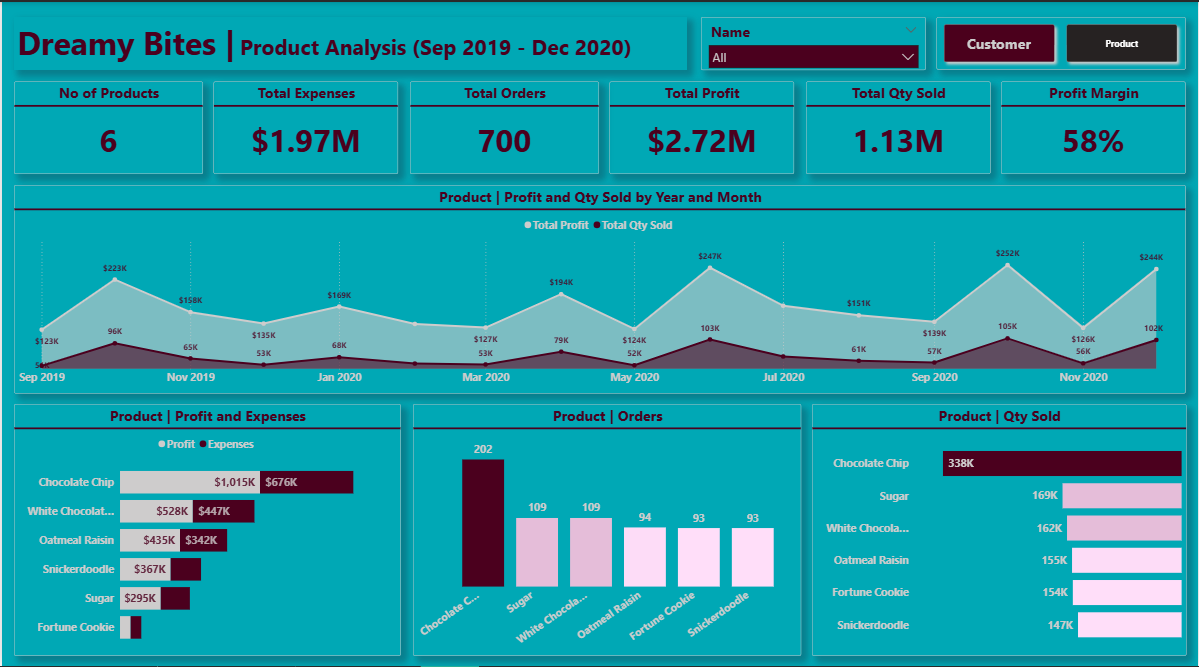 Dreamy Bites | Product Analysis (Sep 2019 - Dec 2020)
Name
All
Customer
Product
No of Products
6
Total Expenses
$1.97M
Total Orders
700
Total Profit
$2.72M
Total Qty Sold
1.13M
Profit Margin
58%
Product | Profit and Qty Sold by Year and Month
Total Profit Total Qty Sold
$123K
$223K
$158K
$135K
$169K
$127K
$194K
$124K
$247K
$151K
$139K
$252K
$126K
$244K
96K
65K
53K
68K
53K
79K
52K
103K
61K
57K
105K
56K
102K
Sep 2019 Nov 2019 Jan 2020 Mar 2020 May 2020 Jul 2020 Sep 2020 Nov 2020
Product | Profit and Expenses
Profit Expenses
Chocolate Chip $1,015K $676K
White Chocolat... $528K $447K
Oatmeal Raisin $435K $342K
Snickerdoodle $367K
Sugar $295K
Fortune Cookie
Product | Orders
202
109
109
94
93
93
Chocolate C...
Sugar
White Chocola...
Oatmeal Raisin
Fortune Cookie
Snickerdoodle
Product | Qty Sold
Chocolate Chip 338K
Sugar 169K
White Chocola... 162K
Oatmeal Raisin 155K
Fortune Cookie 154K
Snickerdoodle 147K